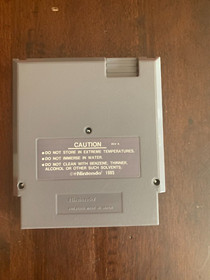 CAUTION
• DO NOT STORE IN EXTREME TEMPERATURES.
• DO NOT IMMERSE IN WATER.
• DO NOT CLEAN WITH BENZENE, THINNER,
ALCOHOL OR OTHER SUCH SOLVENTS.
©Nintendo® 1985